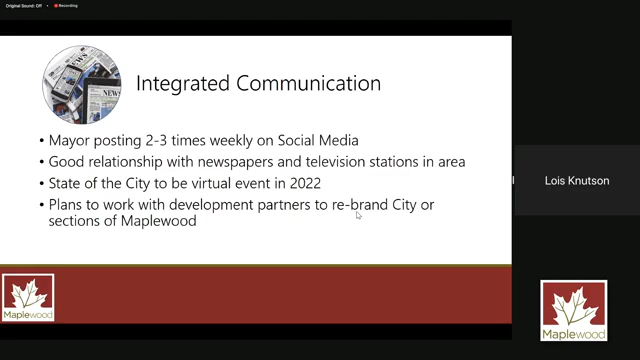 Original Sound: Off
Recording
Integrated Communication
NEWS
• Mayor posting 2-3 times weekly on Social Media
• Good relationship with newspapers and television stations in area
• State of the City to be virtual event in 2022
• Plans to work with development partners to re-brand City or
sections of Maplewood
Lois Knutson
Maplewood
Maplewood